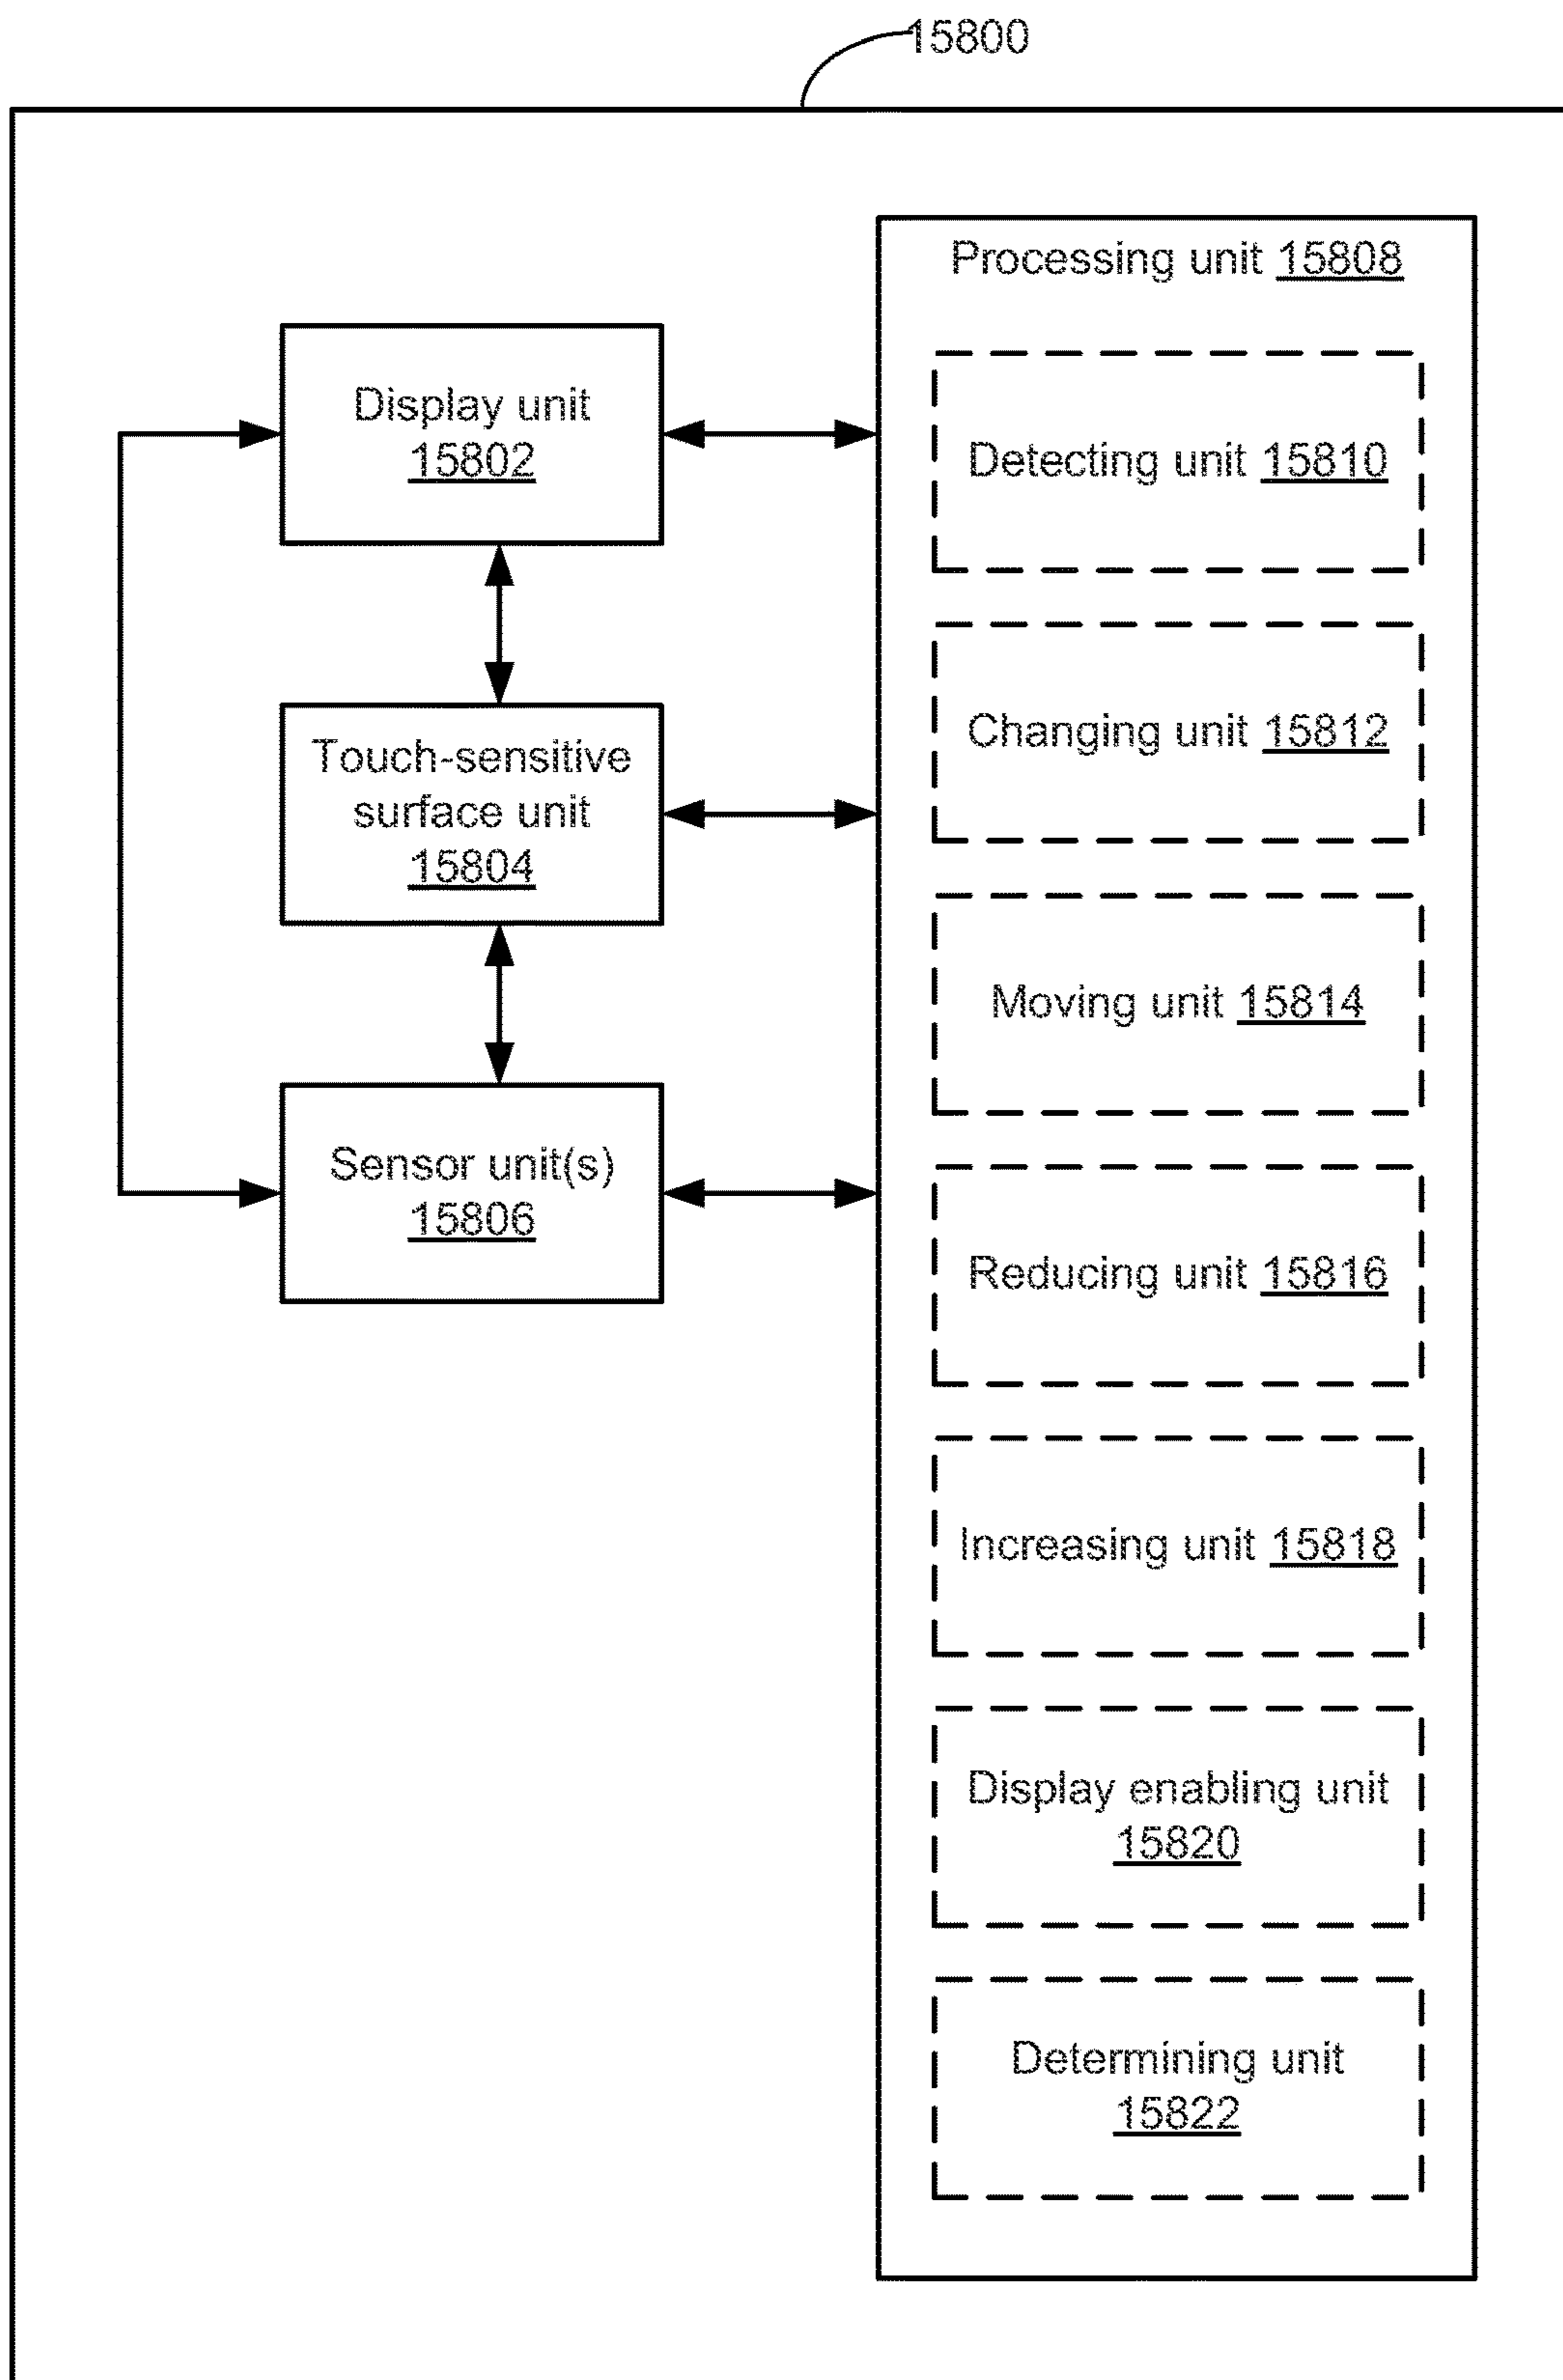 15800
Processing unit 15808
Display unit
15802
Touch-sensitive
surface unit
15804
Sensor unit(s)
15806
Detecting unit 15810
Changing unit 15812
Moving unit 15814
Reducing unit 15816
Increasing unit 15818
Display enabling unit
15820
Determining unit
15822